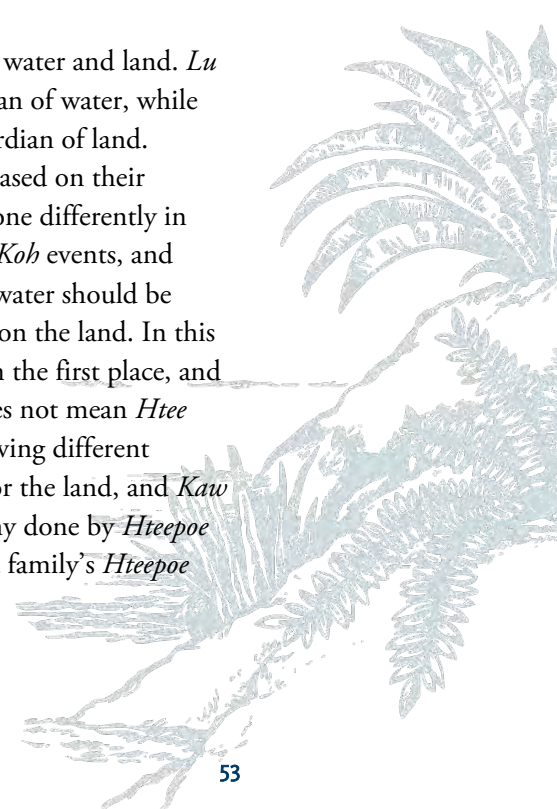 water and land. Lu
an of water, while
rdian of land.
ased on their
one differently in
Koh events, and
water should be
on the land. In this
n the first place, and
es not mean Htee
ving different
or the land, and Kaw
ny done by Hteepoe
family's Hteepoe
53